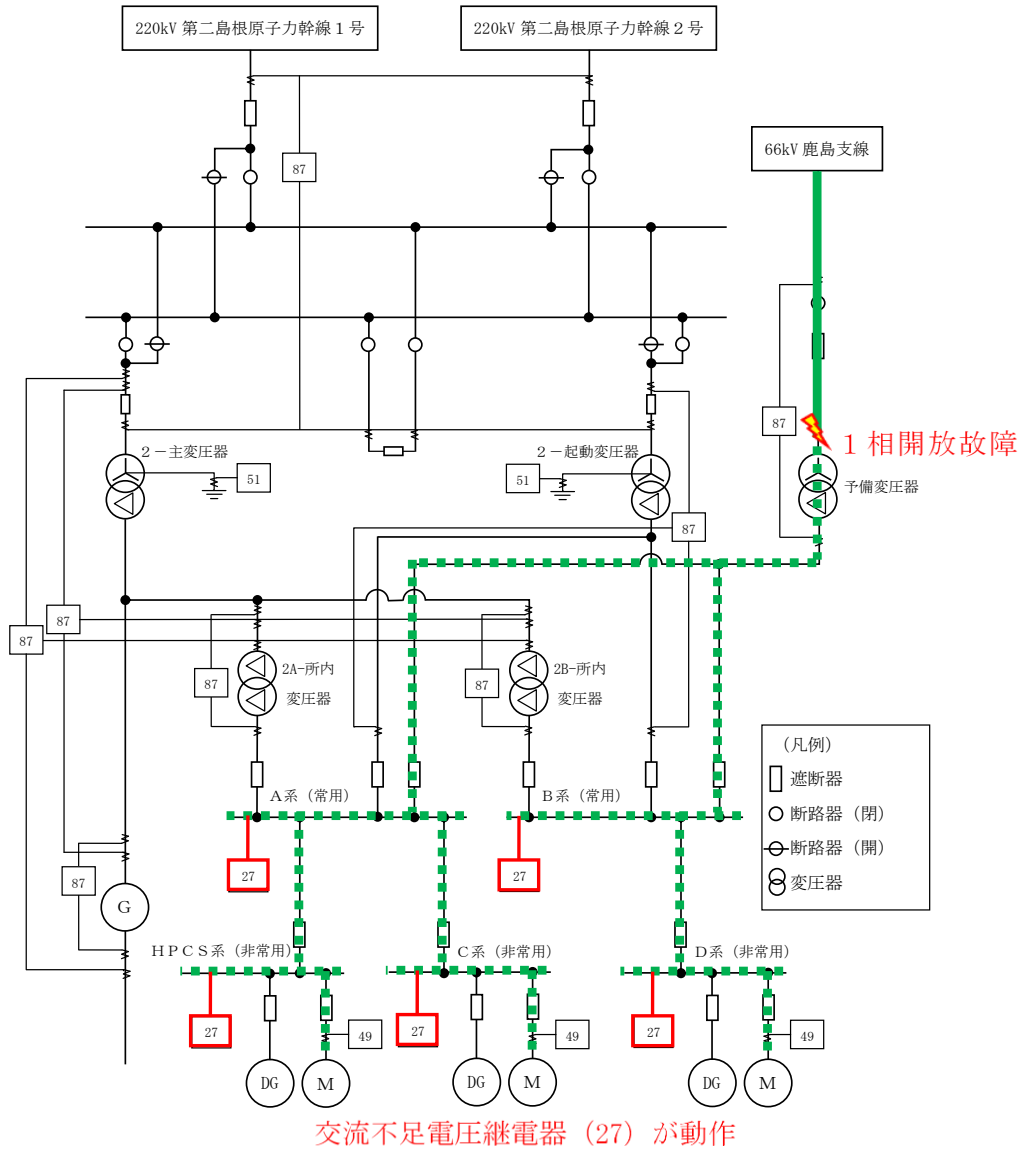 220kV 第二島根原子力幹線１号
220kV 第二島根原子力幹線２号
66kV 鹿島支線
87
87
１相開放故障
２－主変圧器
51
２－起動変圧器
51
予備変圧器
87
87
87
2A-所内
変圧器
87
2B-所内
変圧器
87
(凡例)
遮断器
断路器（閉）
断路器（開）
変圧器
A系（常用）
B系（常用）
27
27
87
G
ＨＰＣＳ系（非常用）
C系（非常用）
D系（非常用）
27
49
27
49
27
49
DG
M
DG
M
DG
M
交流不足電圧継電器（27）が動作